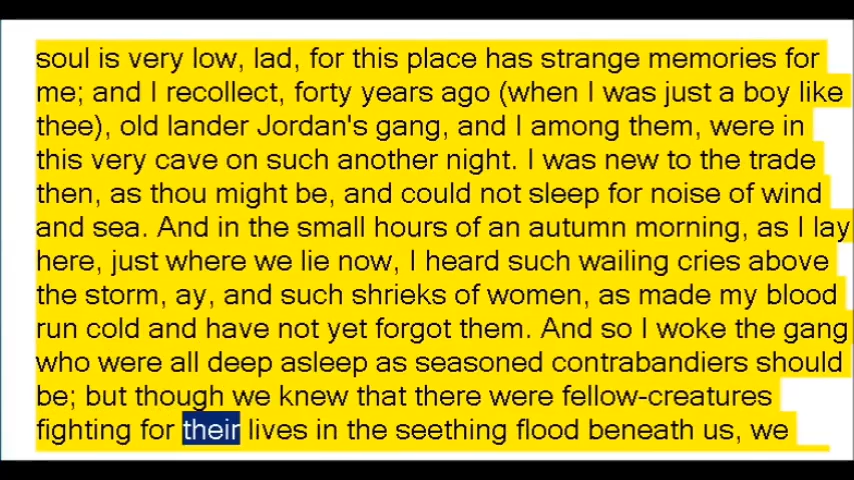 soul is very low, lad, for this place has strange memories for
me; and I recollect, forty years ago (when I was just a boy like
thee), old lander Jordan's gang, and I among them, were in
this very cave on such another night. I was new to the trade
then, as thou might be, and could not sleep for noise of wind
and sea. And in the small hours of an autumn morning, as I lay
here, just where we lie now, I heard such wailing cries above
the storm, ay, and such shrieks of women, as made my blood
run cold and have not yet forgot them. And so I woke the gang
who were all deep asleep as seasoned contrabandiers should
be; but though we knew that there were fellow-creatures
fighting for their lives in the seething flood beneath us, we